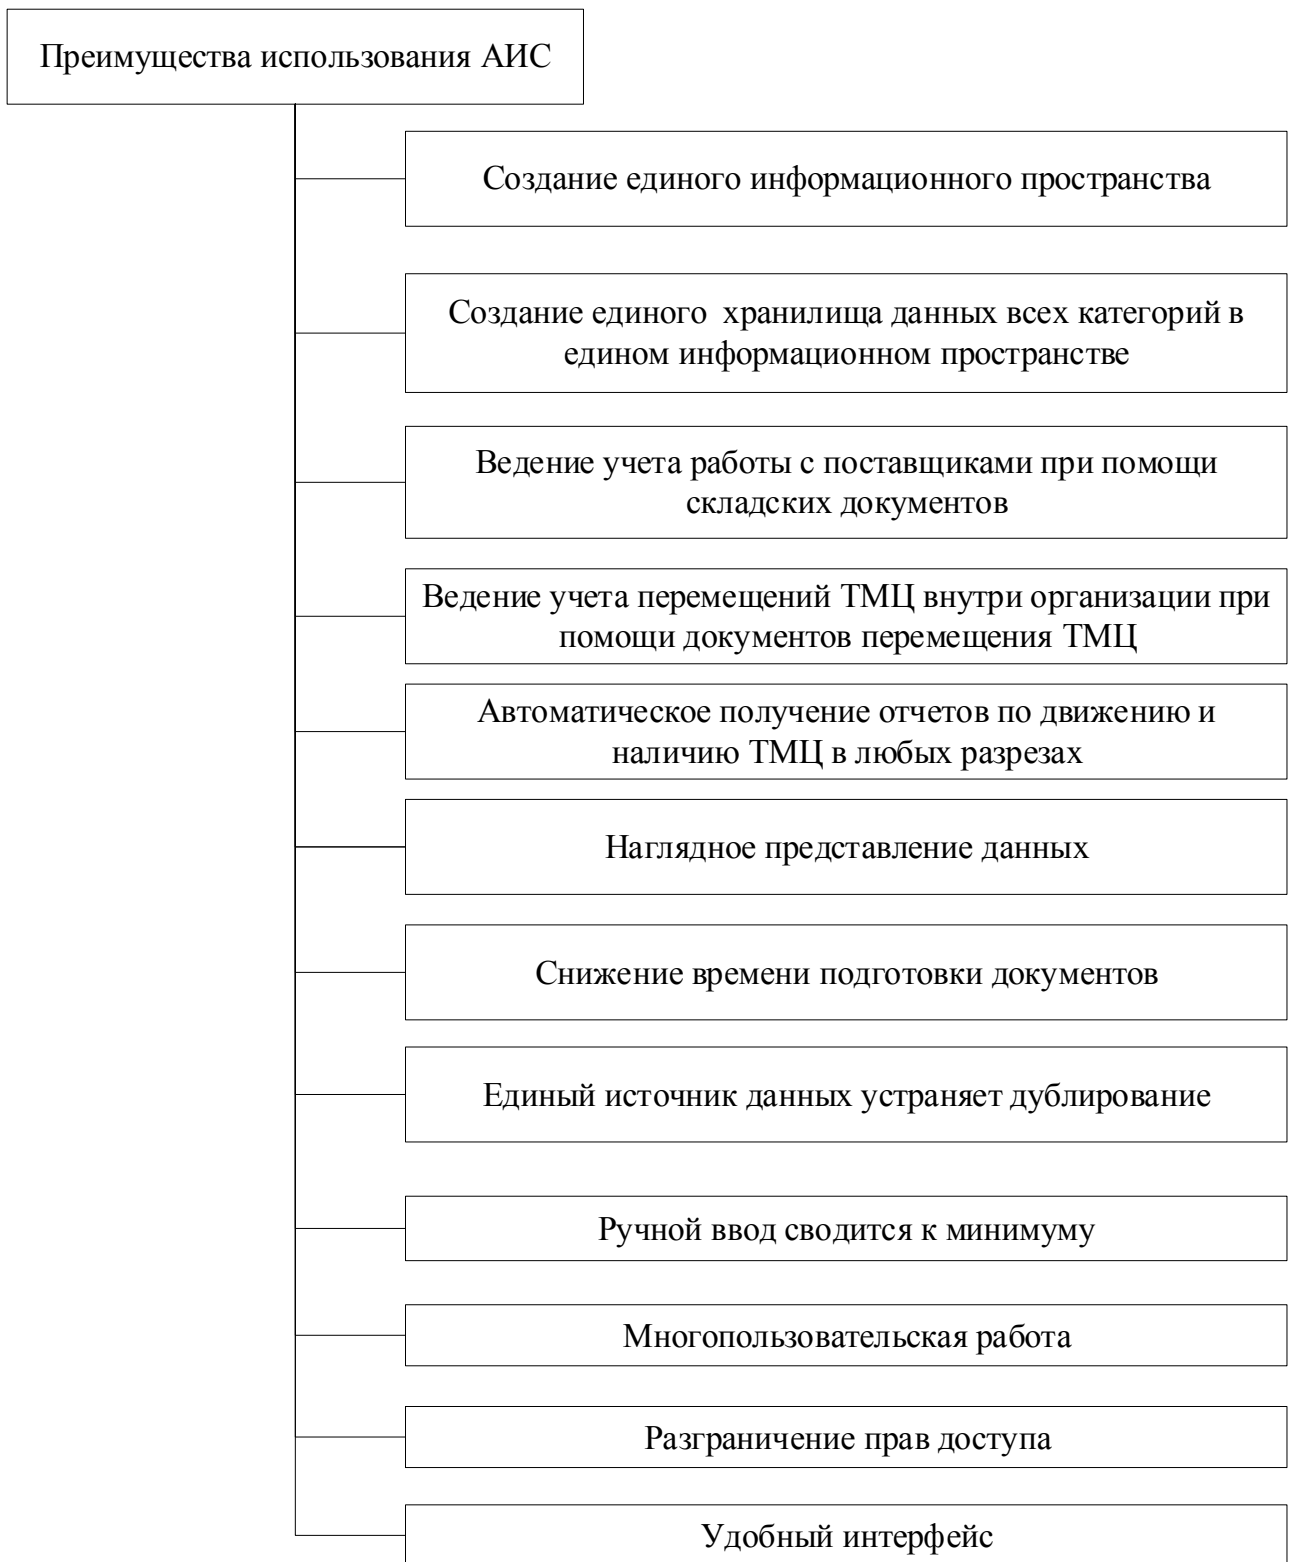 Преимущества использования АИС
Создание единого информационного пространства
Создание единого  хранилища данных всех категорий в
едином информационном пространстве
Ведение учета работы с поставщиками при помощи
складских документов
Ведение учета перемещений ТМЦ внутри организации при
помощи документов перемещения ТМЦ
Автоматическое получение отчетов по движению и
наличию ТМЦ в любых разрезах
Наглядное представление данных
Снижение времени подготовки документов
Единый источник данных устраняет дублирование
Ручной ввод сводится к минимуму
Многопользовательская работа
Разграничение прав доступа
Удобный интерфейс